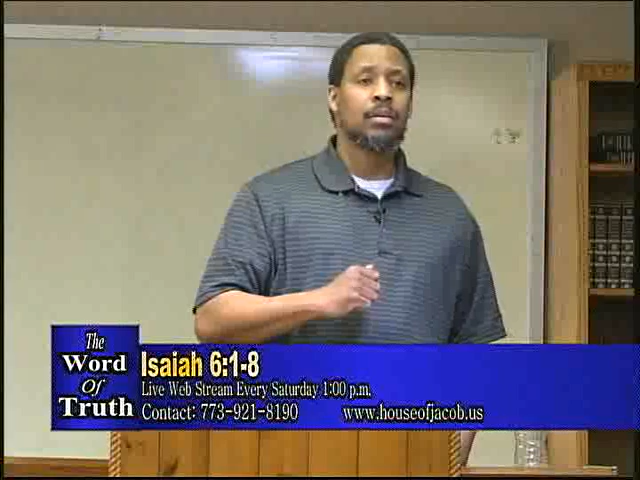 The
Word
Of
Truth
Isaiah 6:1-8
Live Web Stream Every Saturday 1:00 p.m.
Contact: 773-921-8190 www.houseofjacob.us